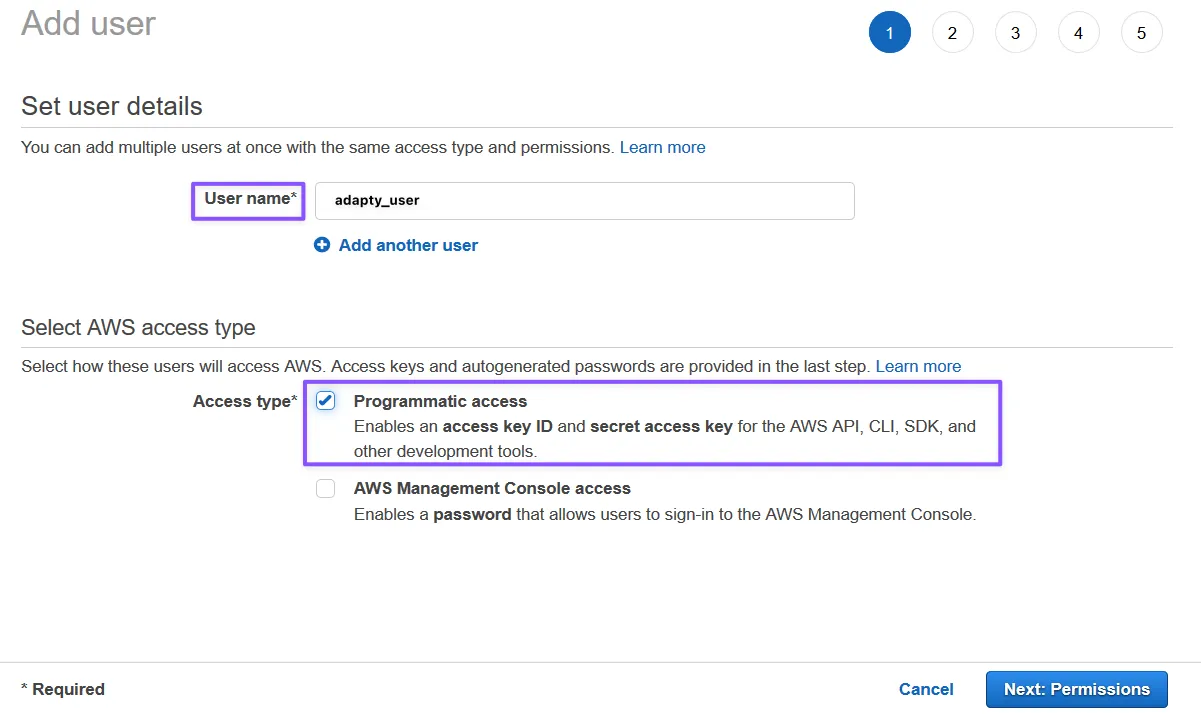 Add user
1 2 3 4 5
Set user details
You can add multiple users at once with the same access type and permissions. Learn more
User name* adapty_user
Add another user
Select AWS access type
Select how these users will access AWS. Access keys and autogenerated passwords are provided in the last step. Learn more
Access type* Programmatic access
Enables an access key ID and secret access key for the AWS API, CLI, SDK, and
other development tools.
AWS Management Console access
Enables a password that allows users to sign-in to the AWS Management Console.
* Required Cancel Next: Permissions